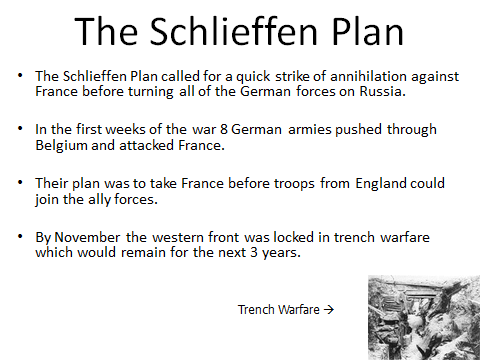 The Schlieffen Plan
• The Schlieffen Plan called for a quick strike of annihilation against
France before turning all of the German forces on Russia.
• In the first weeks of the war 8 German armies pushed through
Belgium and attacked France.
• Their plan was to take France before troops from England could
join the ally forces.
• By November the western front was locked in trench warfare
which would remain for the next 3 years.
Trench Warfare →